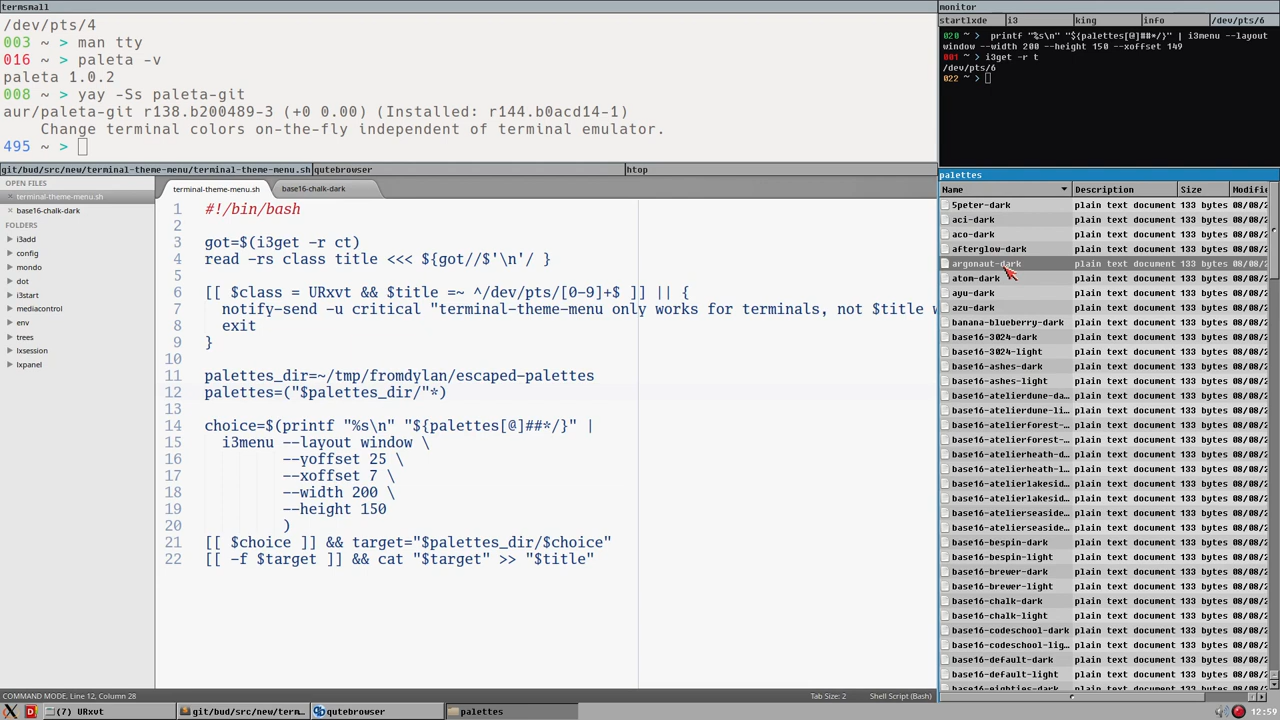 termsmall
/dev/pts/4
003 ~ > man tty
016 ~ > paleta -v
paleta 1.0.2
008 ~ > yay -Ss paleta-git
aur/paleta-git r138.b200489-3 (+0 0.00) (Installed: r144.b0acd14-1)
    Change terminal colors on-the-fly independent of terminal emulator.
495 ~ >
monitor
startlxde i3 king info /dev/pts/6
020 ~ > printf "%s\n" "${palettes[@]##*/}" | i3menu --layout
window --width 200 --height 150 --xoffset 149
001 ~ > i3get -r t
/dev/pts/6
022 ~ >
git/bud/src/new/terminal-theme-menu/terminal-theme-menu.sh qutebrowser htop
OPEN FILES
terminal-theme-menu.sh
base16-chalk-dark
FOLDERS
i3add
config
mondo
dot
i3start
mediacontrol
env
trees
lxsession
lxpanel
terminal-theme-menu.sh base16-chalk-dark
1 #!/bin/bash
2
3 got=$(i3get -r ct)
4 read -rs class title <<< ${got//$'\n'/ }
5
6 [[ $class = URxvt && $title =~ ^/dev/pts/[0-9]+$ ]] || {
7   notify-send -u critical "terminal-theme-menu only works for terminals, not $title w
8   exit
9 }
10
11 palettes_dir=~/tmp/fromdylan/escaped-palettes
12 palettes=("$palettes_dir/"*)
13
14 choice=$(printf "%s\n" "${palettes[@]##*/}" |
15   i3menu --layout window \
16          --yoffset 25 \
17          --xoffset 7 \
18          --width 200 \
19          --height 150
20          )
21 [[ $choice ]] && target="$palettes_dir/$choice"
22 [[ -f $target ]] && cat "$target" >> "$title"
COMMAND MODE, Line 12, Column 28 Tab Size: 2 Shell Script (Bash)
palettes
Name Description Size Modifi
5peter-dark plain text document 133 bytes 08/08/2
aci-dark plain text document 133 bytes 08/08/2
aco-dark plain text document 133 bytes 08/08/2
afterglow-dark plain text document 133 bytes 08/08/2
argonaut-dark plain text document 133 bytes 08/08/2
atom-dark plain text document 133 bytes 08/08/2
ayu-dark plain text document 133 bytes 08/08/2
azu-dark plain text document 133 bytes 08/08/2
banana-blueberry-dark plain text document 133 bytes 08/08/2
base16-3024-dark plain text document 133 bytes 08/08/2
base16-3024-light plain text document 133 bytes 08/08/2
base16-ashes-dark plain text document 133 bytes 08/08/2
base16-ashes-light plain text document 133 bytes 08/08/2
base16-atelierdune-da… plain text document 133 bytes 08/08/2
base16-atelierdune-li… plain text document 133 bytes 08/08/2
base16-atelierforest-… plain text document 133 bytes 08/08/2
base16-atelierforest-… plain text document 133 bytes 08/08/2
base16-atelierheath-d… plain text document 133 bytes 08/08/2
base16-atelierheath-l… plain text document 133 bytes 08/08/2
base16-atelierlakesid… plain text document 133 bytes 08/08/2
base16-atelierlakesid… plain text document 133 bytes 08/08/2
base16-atelierseaside… plain text document 133 bytes 08/08/2
base16-atelierseaside… plain text document 133 bytes 08/08/2
base16-bespin-dark plain text document 133 bytes 08/08/2
base16-bespin-light plain text document 133 bytes 08/08/2
base16-brewer-dark plain text document 133 bytes 08/08/2
base16-brewer-light plain text document 133 bytes 08/08/2
base16-chalk-dark plain text document 133 bytes 08/08/2
base16-chalk-light plain text document 133 bytes 08/08/2
base16-codeschool-dark plain text document 133 bytes 08/08/2
base16-codeschool-lig… plain text document 133 bytes 08/08/2
base16-default-dark plain text document 133 bytes 08/08/2
base16-default-light plain text document 133 bytes 08/08/2
base16-eighties-dark plain text document 133 bytes 08/08/2
(7) URxvt git/bud/src/new/term… qutebrowser palettes 12:59